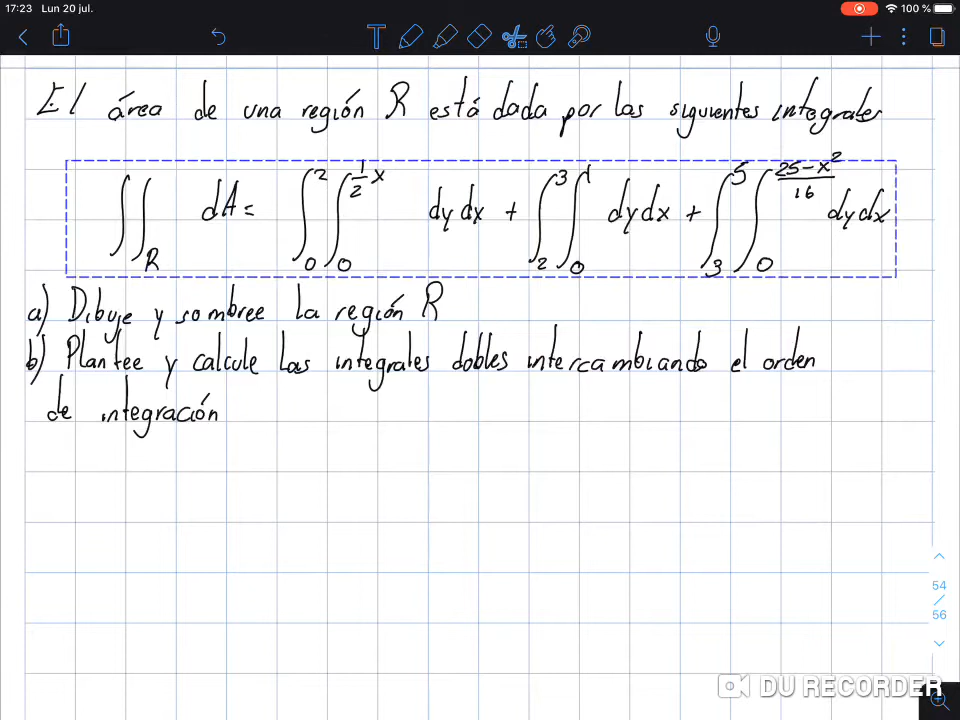 17:23 Lun 20 jul. 100 %
El área de una región R está dada por las siguientes integrales
∬_R dA = ∫_0^2 ∫_0^{1/2 x} dy dx + ∫_2^3 ∫_0^1 dy dx + ∫_3^5 ∫_0^{(25-x^2)/16} dy dx
a) Dibuje y sombree la región R
b) Plantee y calcule las integrales dobles intercambiando el orden
de integración
54
/
56
DU RECORDER